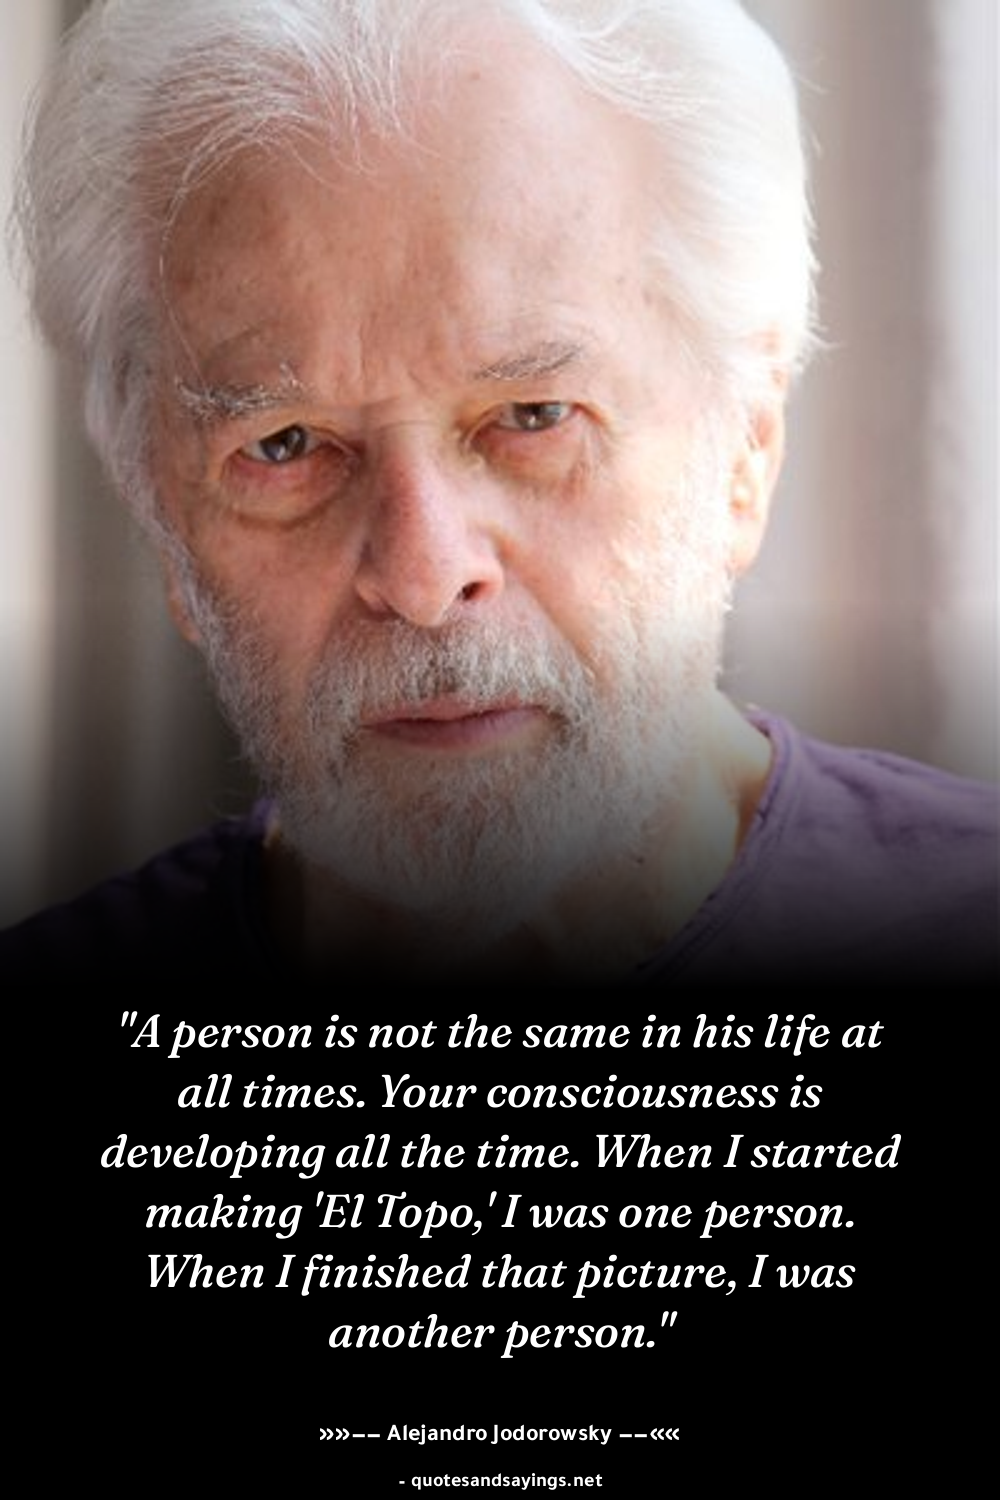 "A person is not the same in his life at
all times. Your consciousness is
developing all the time. When I started
making 'El Topo,' I was one person.
When I finished that picture, I was
another person."
»»–– Alejandro Jodorowsky ––««
- quotesandsayings.net